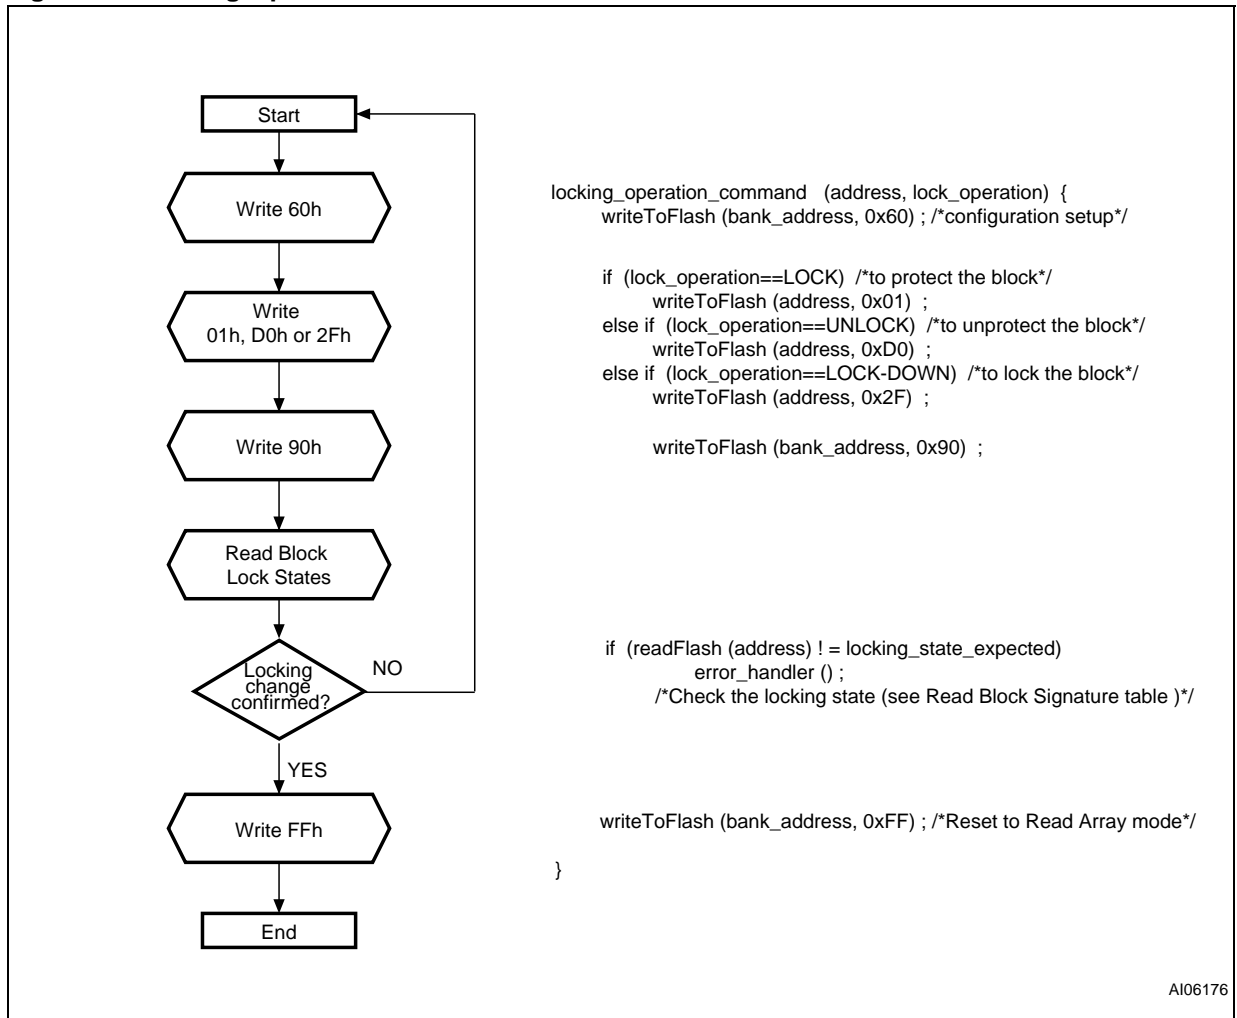 Start
Write 60h
Write
01h, D0h or 2Fh
Write 90h
Read Block
Lock States
Locking
change
confirmed?
NO
YES
Write FFh
End
locking_operation_command (address, lock_operation) {
writeToFlash (bank_address, 0x60) ; /*configuration setup*/
if (lock_operation==LOCK) /*to protect the block*/
writeToFlash (address, 0x01) ;
else if (lock_operation==UNLOCK) /*to unprotect the block*/
writeToFlash (address, 0xD0) ;
else if (lock_operation==LOCK-DOWN) /*to lock the block*/
writeToFlash (address, 0x2F) ;
writeToFlash (bank_address, 0x90) ;
if (readFlash (address) ! = locking_state_expected)
error_handler () ;
/*Check the locking state (see Read Block Signature table )*/
writeToFlash (bank_address, 0xFF) ; /*Reset to Read Array mode*/
}
AI06176